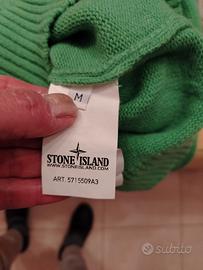 M
STONE ISLAND
WWW.STONEISLAND.COM
ART. 5715509A3
subito